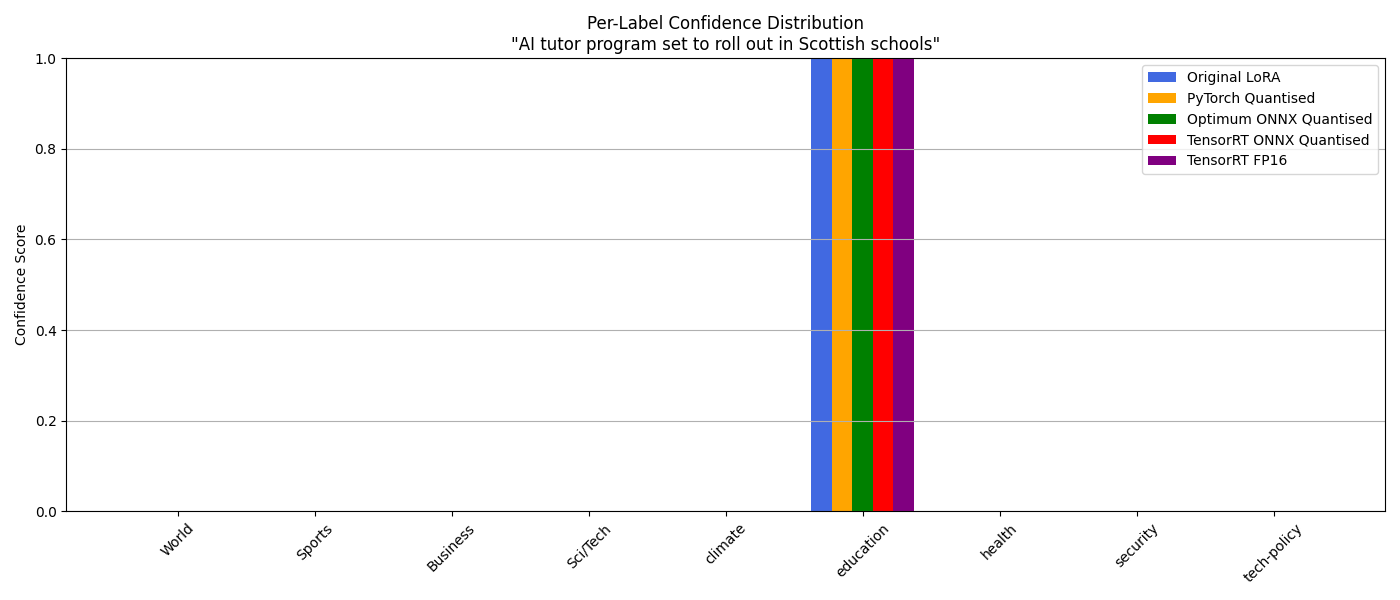 Per-Label Confidence Distribution
"AI tutor program set to roll out in Scottish schools"
Confidence Score
1.0
0.8
0.6
0.4
0.2
0.0
Original LoRA
PyTorch Quantised
Optimum ONNX Quantised
TensorRT ONNX Quantised
TensorRT FP16
World
Sports
Business
Sci/Tech
climate
education
health
security
tech-policy